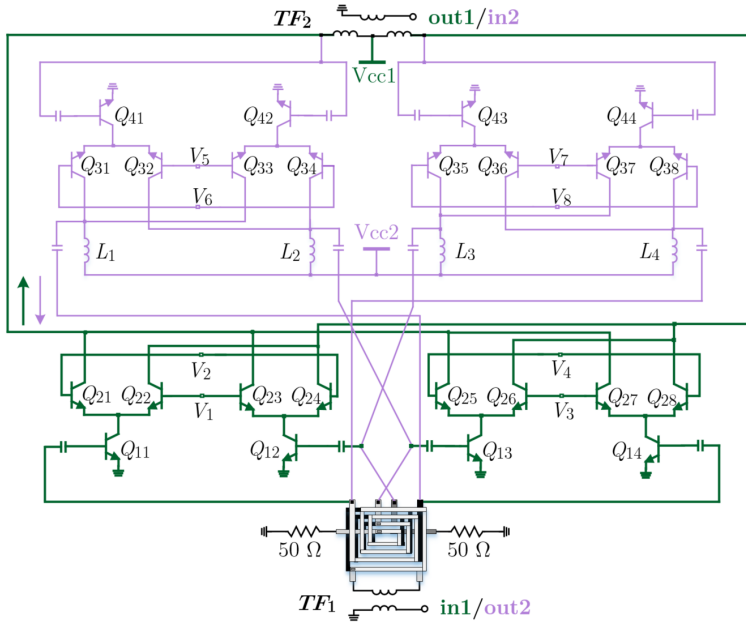 TF2 out1/in2
Vcc1
Q41 Q42 Q43 Q44
Q31 Q32 V5 Q33 Q34 Q35 Q36 V7 Q37 Q38
V6 V8
L1 L2 Vcc2 L3 L4
V2 V4
Q21 Q22 Q23 Q24 Q25 Q26 Q27 Q28
V1 V3
Q11 Q12 Q13 Q14
50 Ω 50 Ω
TF1 in1/out2